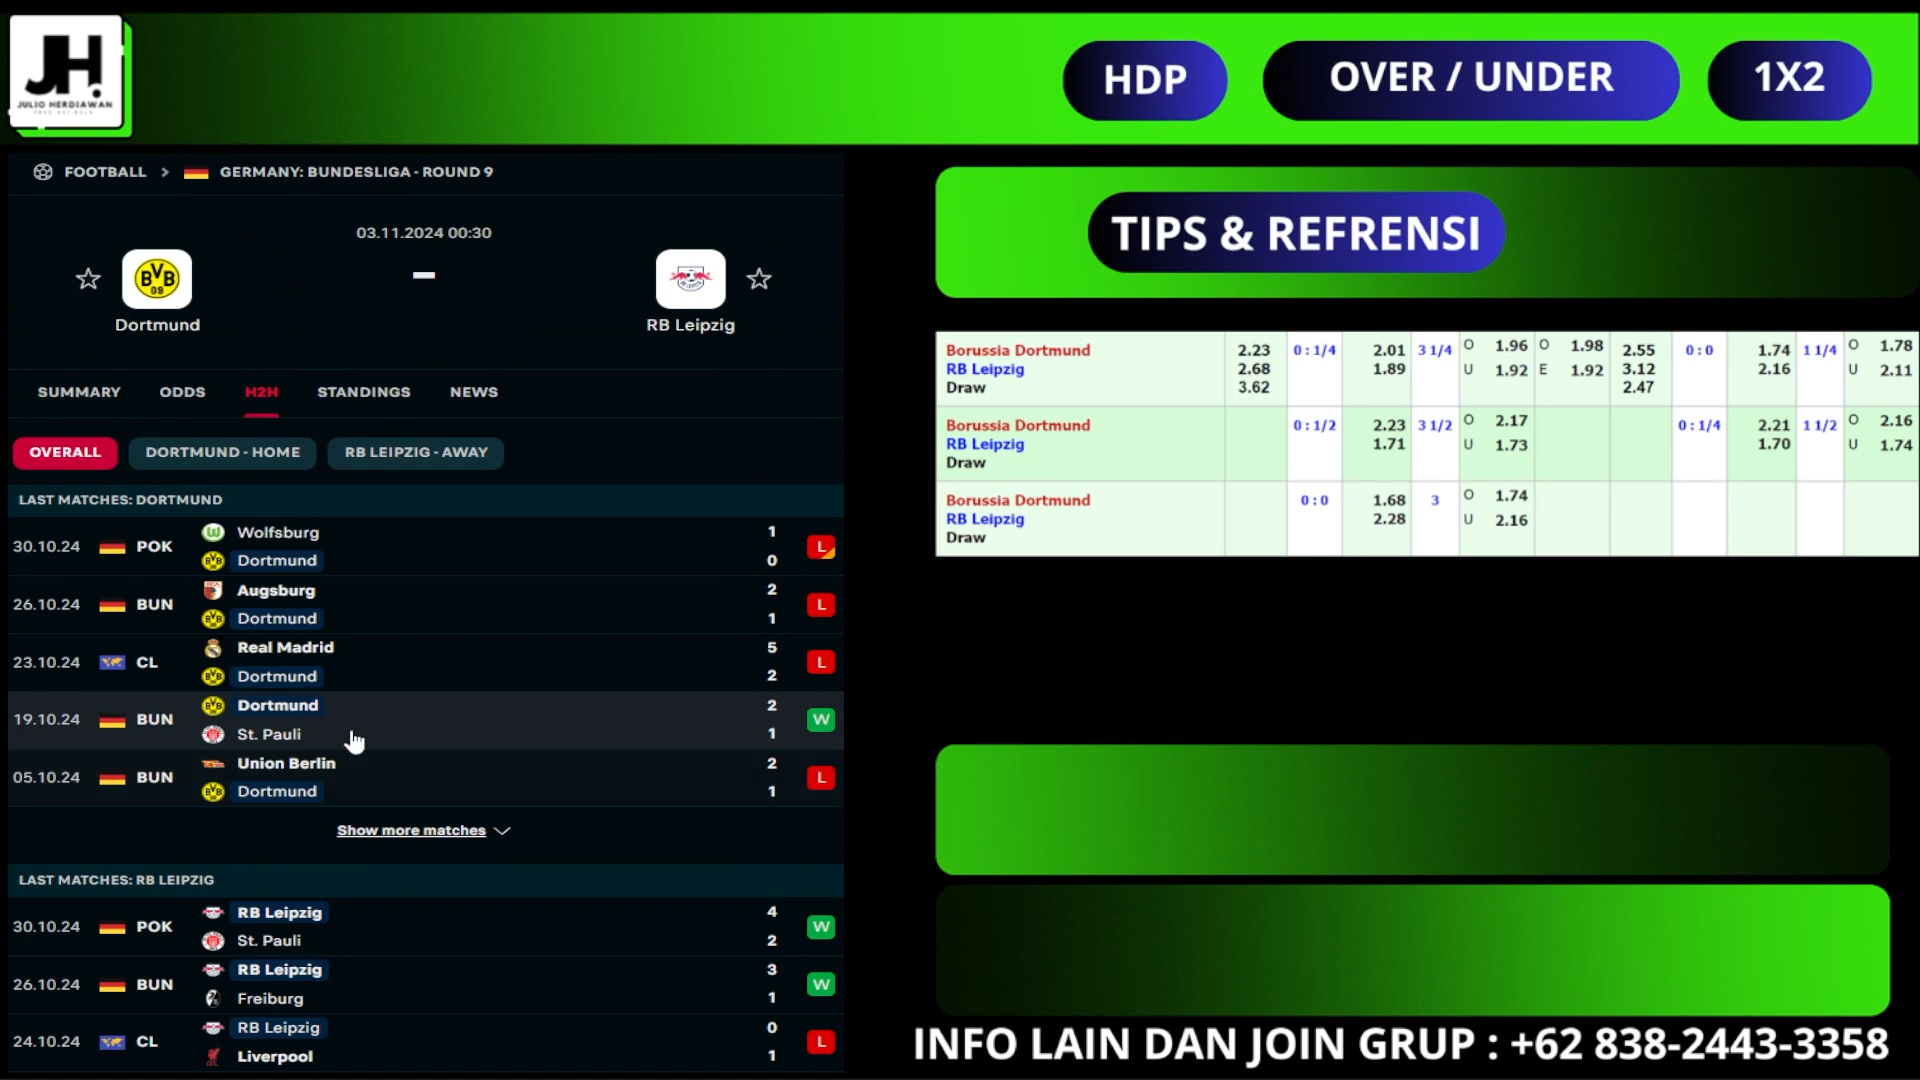 JH.
JULIO HERDIAWAN
HDP
OVER / UNDER
1X2
FOOTBALL > GERMANY: BUNDESLIGA - ROUND 9
03.11.2024 00:30
Dortmund
RB Leipzig
SUMMARY ODDS H2H STANDINGS NEWS
OVERALL DORTMUND - HOME RB LEIPZIG - AWAY
LAST MATCHES: DORTMUND
30.10.24 POK Wolfsburg 1 L
Dortmund 0
26.10.24 BUN Augsburg 2 L
Dortmund 1
23.10.24 CL Real Madrid 5 L
Dortmund 2
19.10.24 BUN Dortmund 2 W
St. Pauli 1
05.10.24 BUN Union Berlin 2 L
Dortmund 1
Show more matches
LAST MATCHES: RB LEIPZIG
30.10.24 POK RB Leipzig 4 W
St. Pauli 2
26.10.24 BUN RB Leipzig 3 W
Freiburg 1
24.10.24 CL RB Leipzig 0 L
Liverpool 1
TIPS & REFRENSI
Borussia Dortmund 2.23 0 : 1/4 2.01 3 1/4 O 1.96 O 1.98 2.55 0 : 0 1.74 1 1/4 O 1.78
RB Leipzig 2.68 1.89 U 1.92 E 1.92 3.12 2.16 U 2.11
Draw 3.62 2.47
Borussia Dortmund 0 : 1/2 2.23 3 1/2 O 2.17 0 : 1/4 2.21 1 1/2 O 2.16
RB Leipzig 1.71 U 1.73 1.70 U 1.74
Draw
Borussia Dortmund 0 : 0 1.68 3 O 1.74
RB Leipzig 2.28 U 2.16
Draw
INFO LAIN DAN JOIN GRUP : +62 838-2443-3358